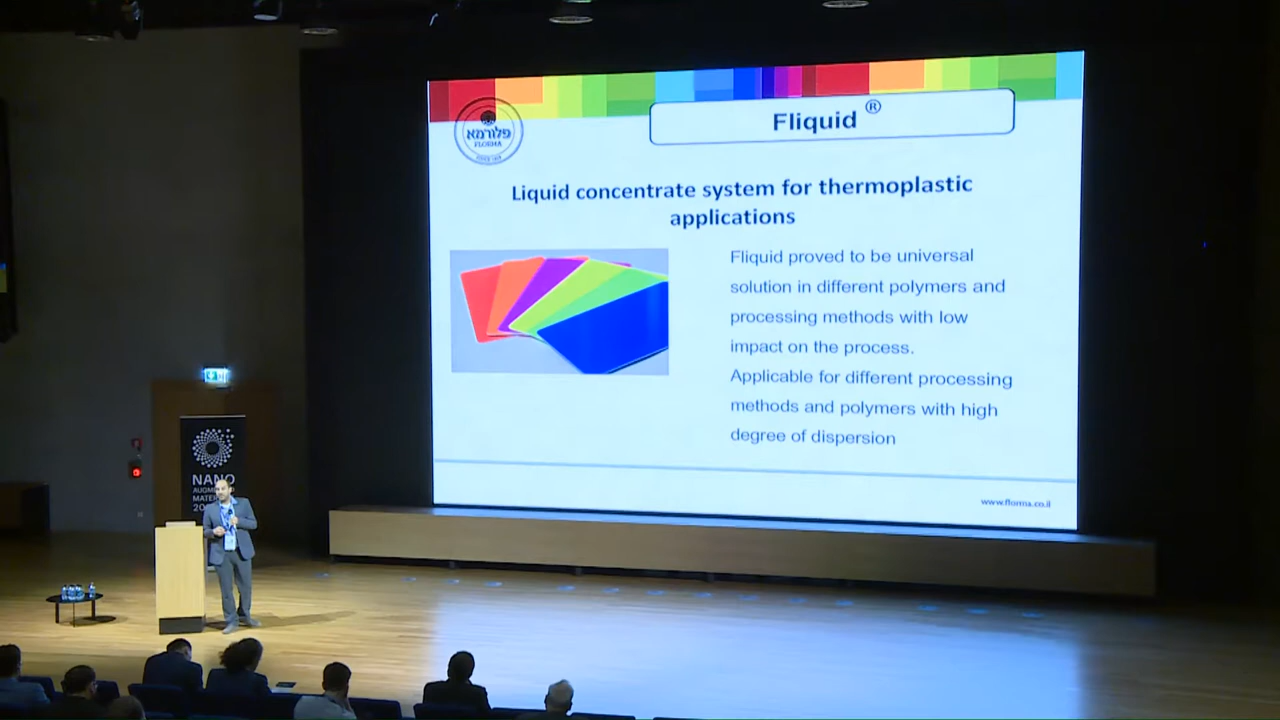 Fliquid ®
פלורמא
FLORMA
Liquid concentrate system for thermoplastic
applications
Fliquid proved to be universal
solution in different polymers and
processing methods with low
impact on the process.
Applicable for different processing
methods and polymers with high
degree of dispersion
www.florma.co.il
NANO